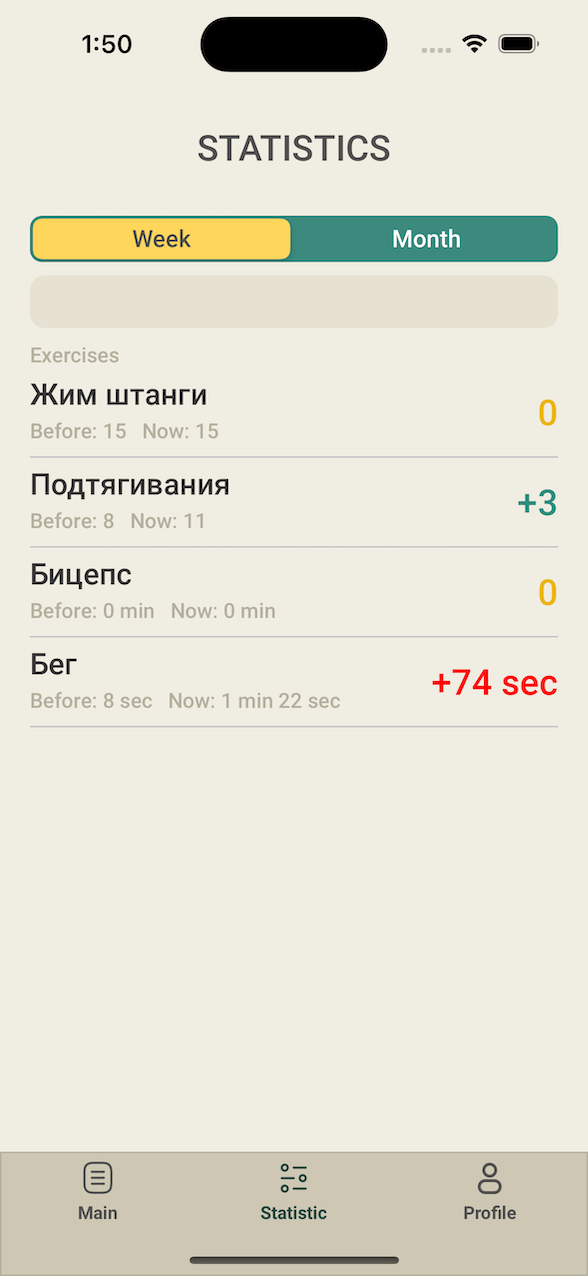 1:50
STATISTICS
Week Month
Exercises
Жим штанги
Before: 15 Now: 15
0
Подтягивания
Before: 8 Now: 11
+3
Бицепс
Before: 0 min Now: 0 min
0
Бег
Before: 8 sec Now: 1 min 22 sec
+74 sec
Main Statistic Profile